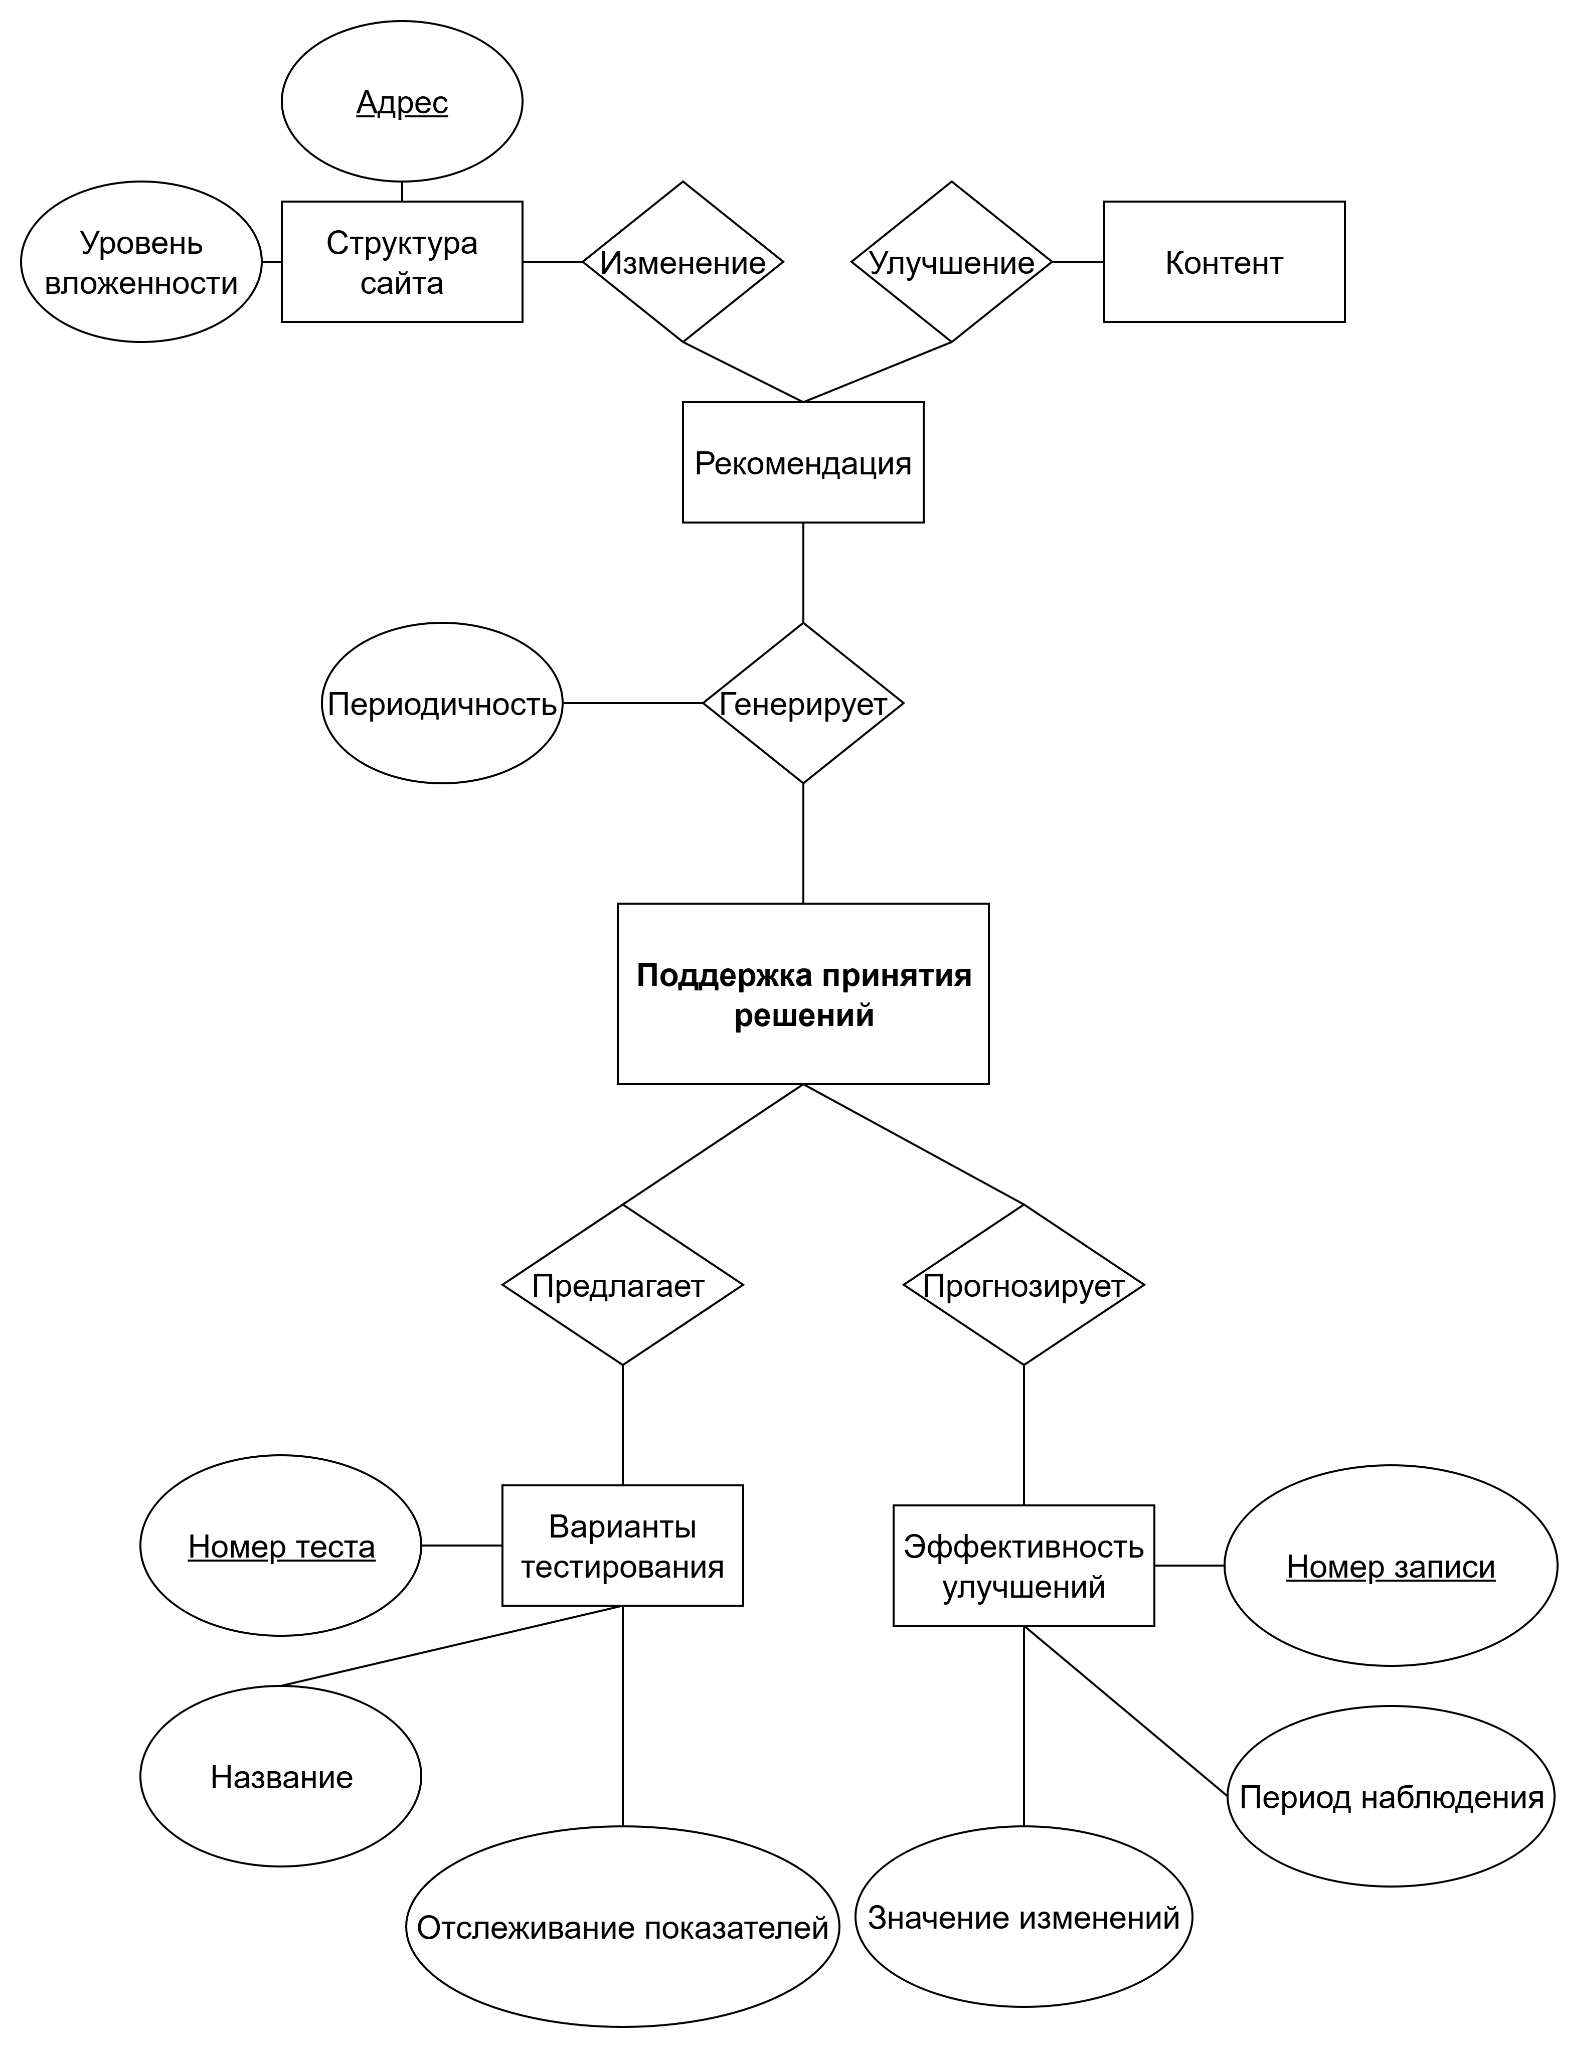 Адрес
Уровень
вложенности
Структура
сайта
Изменение
Улучшение
Контент
Рекомендация
Периодичность
Генерирует
Поддержка принятия
решений
Предлагает
Прогнозирует
Номер теста
Варианты
тестирования
Эффективность
улучшений
Номер записи
Название
Период наблюдения
Отслеживание показателей
Значение изменений